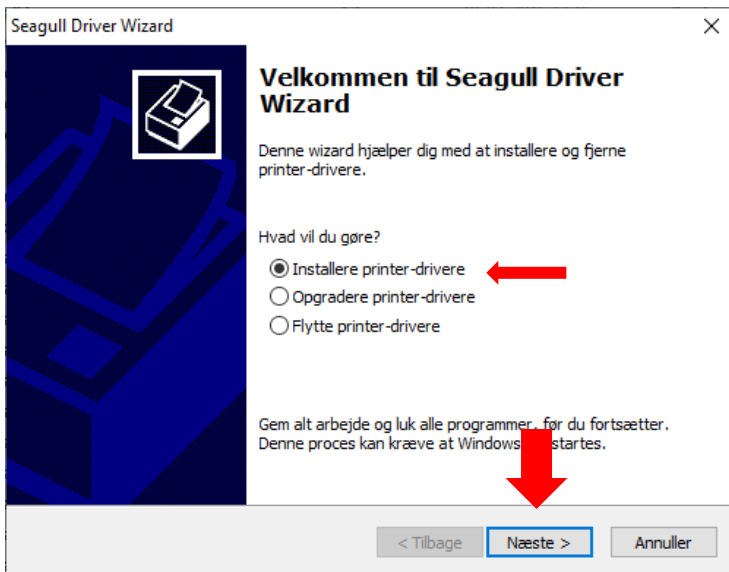 Seagull Driver Wizard
Velkommen til Seagull Driver
Wizard
Denne wizard hjælper dig med at installere og fjerne
printer-drivere.
Hvad vil du gøre?
Installere printer-drivere
Opgradere printer-drivere
Flytte printer-drivere
Gem alt arbejde og luk alle programmer, før du fortsætter.
Denne proces kan kræve at Windows startes.
< Tilbage
Næste >
Annuller